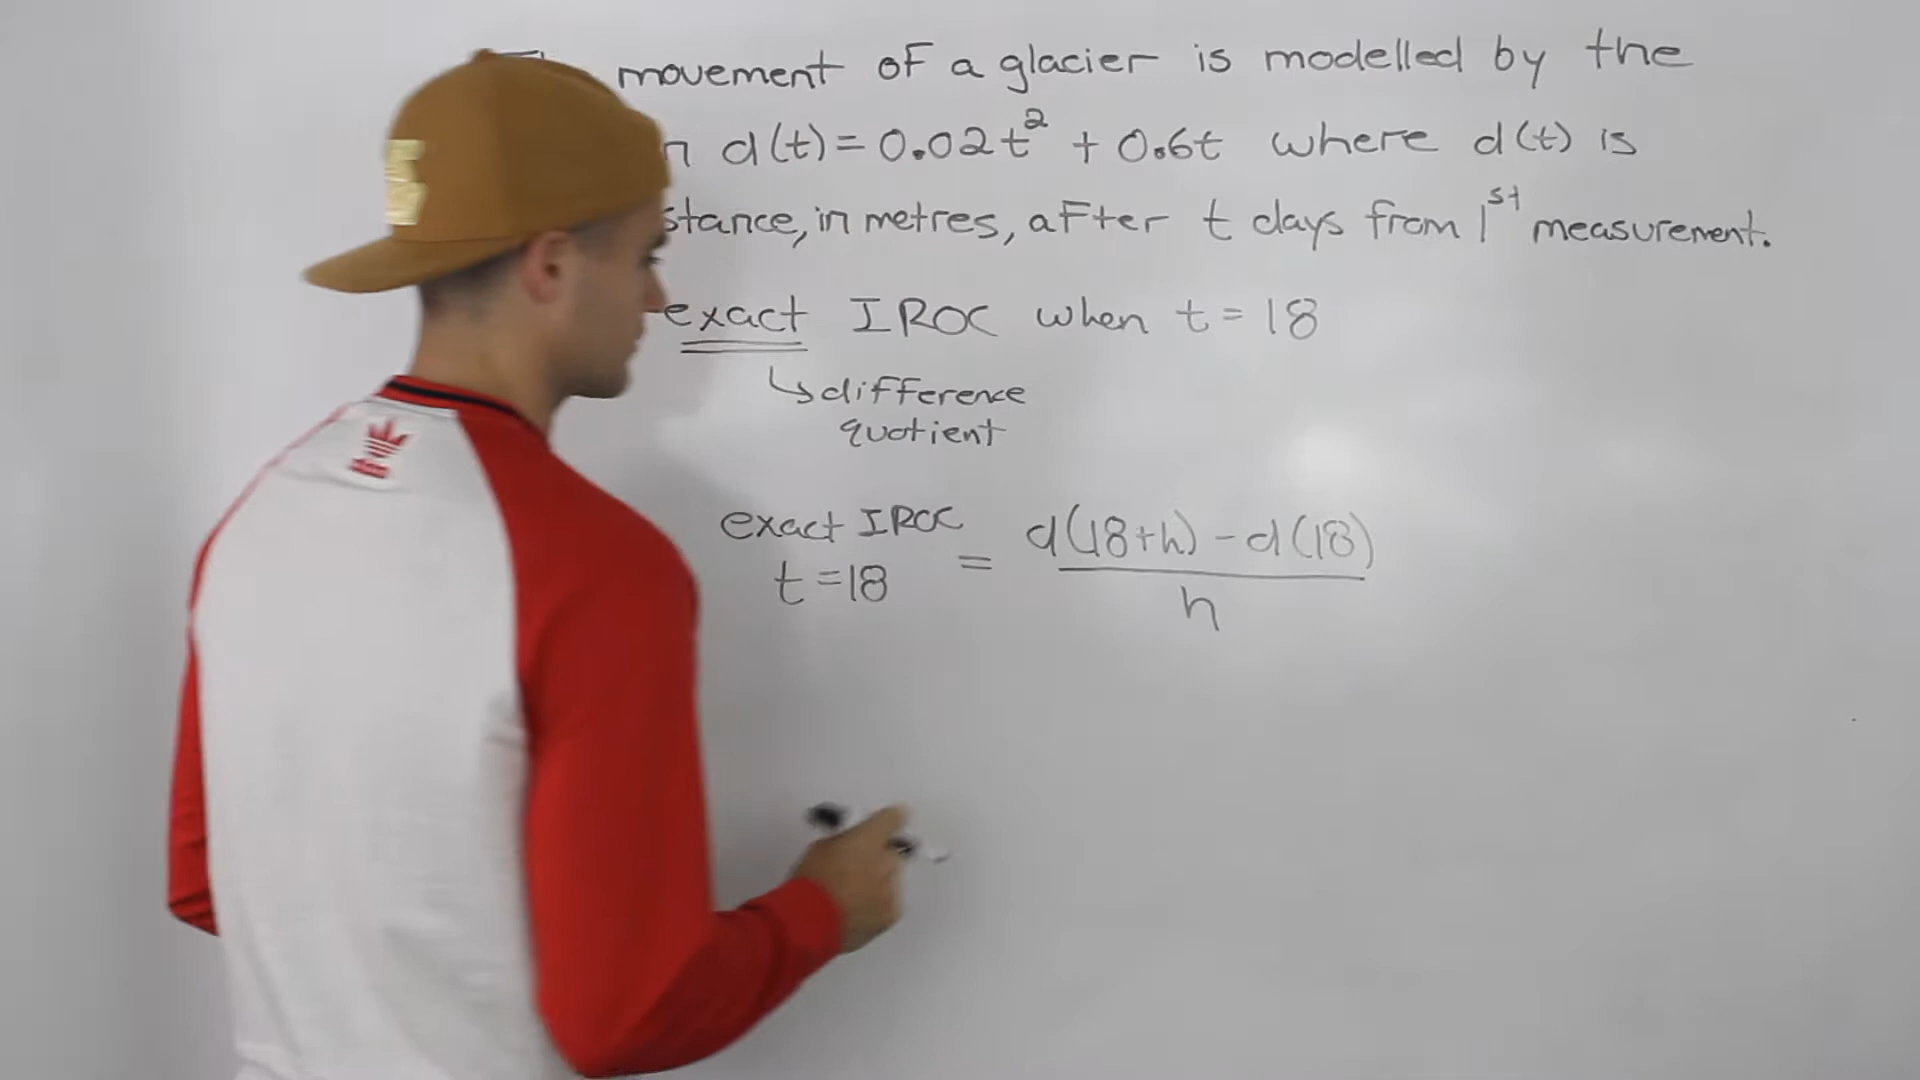 movement of a glacier is modelled by the
n d(t) = 0.02t² + 0.6t where d(t) is
stance, in metres, after t days from 1st measurement.
exact IROC when t = 18
↳ difference
quotient
exact IROC
t = 18 = d(18+h) - d(18)
h